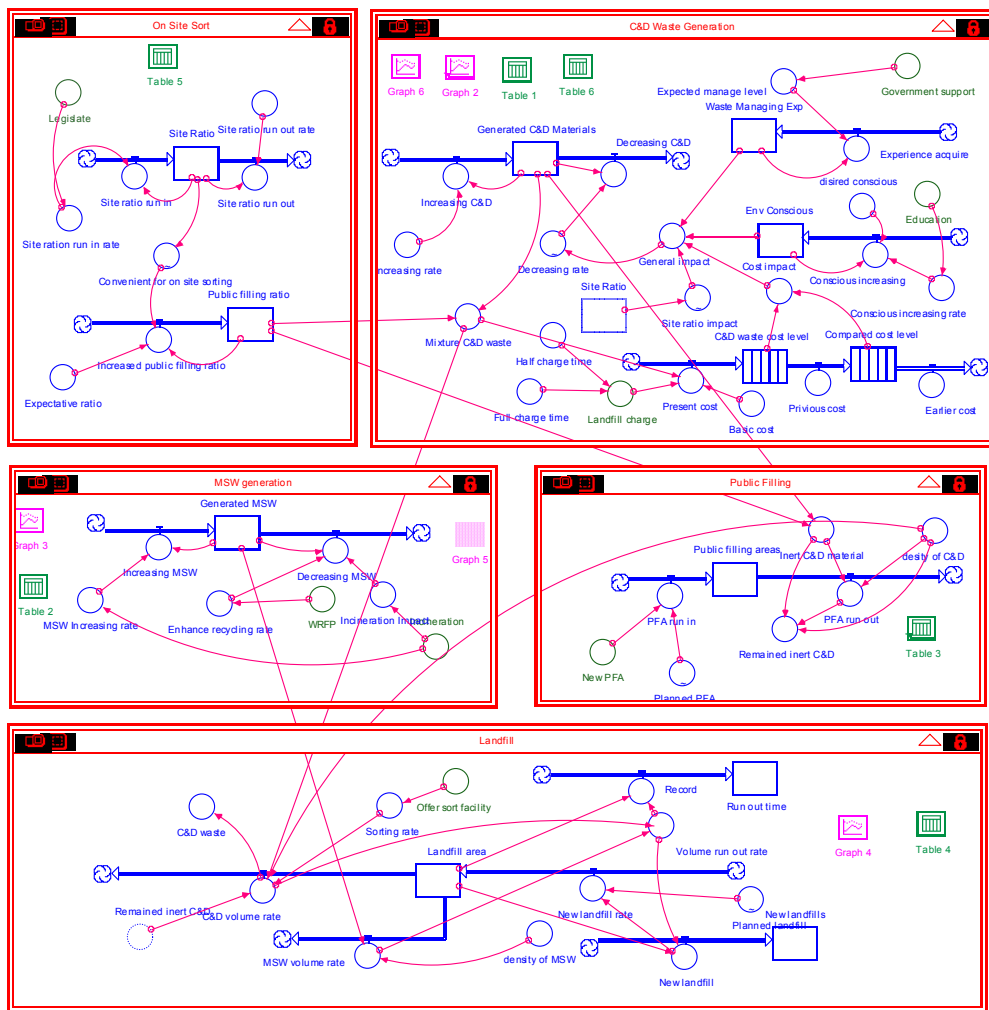 On Site Sort
Table 5
Legislate
Site ratio run out rate
Site Ratio
Site ratio run in
Site ratio run out
Site ration run in rate
Convenient for on site sorting
Public filling ratio
Increased public filling ratio
Expectative ratio
C&D Waste Generation
Graph 6
Graph 2
Table 1
Table 6
Expected manage level
Government support
Waste Managing Exp
Generated C&D Materials
Decreasing C&D
Experience acquire
disired conscious
Increasing C&D
Education
Env Conscious
ncreasing rate
Decreasing rate
General impact
Cost impact
Conscious increasing
Site Ratio
Conscious increasing rate
Site ratio impact
Mixture C&D waste
C&D waste cost level
Compared cost level
Half charge time
Present cost
Privious cost
Earlier cost
Full charge time
Landfill charge
Basic cost
MSW generation
Generated MSW
Graph 3
Graph 5
Increasing MSW
Decreasing MSW
Table 2
MSW Increasing rate
Enhance recycling rate
WRFP
Incineration Impact
Incineration
Public Filling
Public filling areas
Inert C&D material
desity of C&D
PFA run in
PFA run out
Remained inert C&D
Table 3
New PFA
Planned PFA
Landfill
Record
Run out time
Offer sort facility
C&D waste
Sorting rate
Graph 4
Table 4
Landfill area
Volume run out rate
Remained inert C&D
C&D volume rate
New landfill rate
New landfills
Planned landfill
MSW volume rate
density of MSW
New landfill